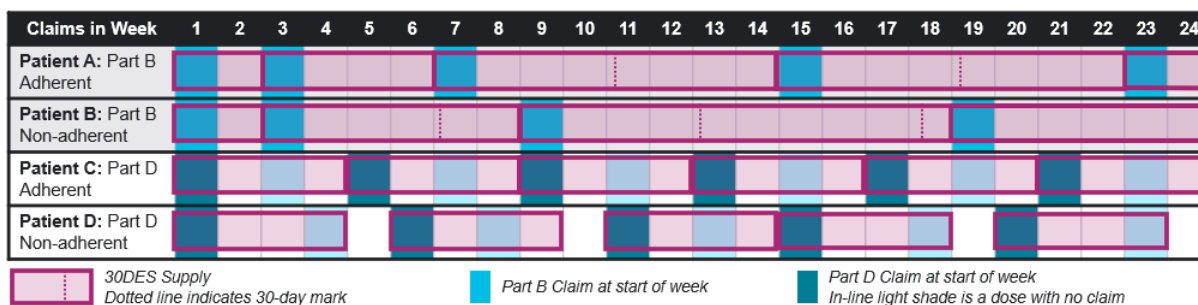 Claims in Week 1 2 3 4 5 6 7 8 9 10 11 12 13 14 15 16 17 18 19 20 21 22 23 24
Patient A: Part B
Adherent
Patient B: Part B
Non-adherent
Patient C: Part D
Adherent
Patient D: Part D
Non-adherent
30DES Supply
Dotted line indicates 30-day mark
Part B Claim at start of week
Part D Claim at start of week
In-line light shade is a dose with no claim